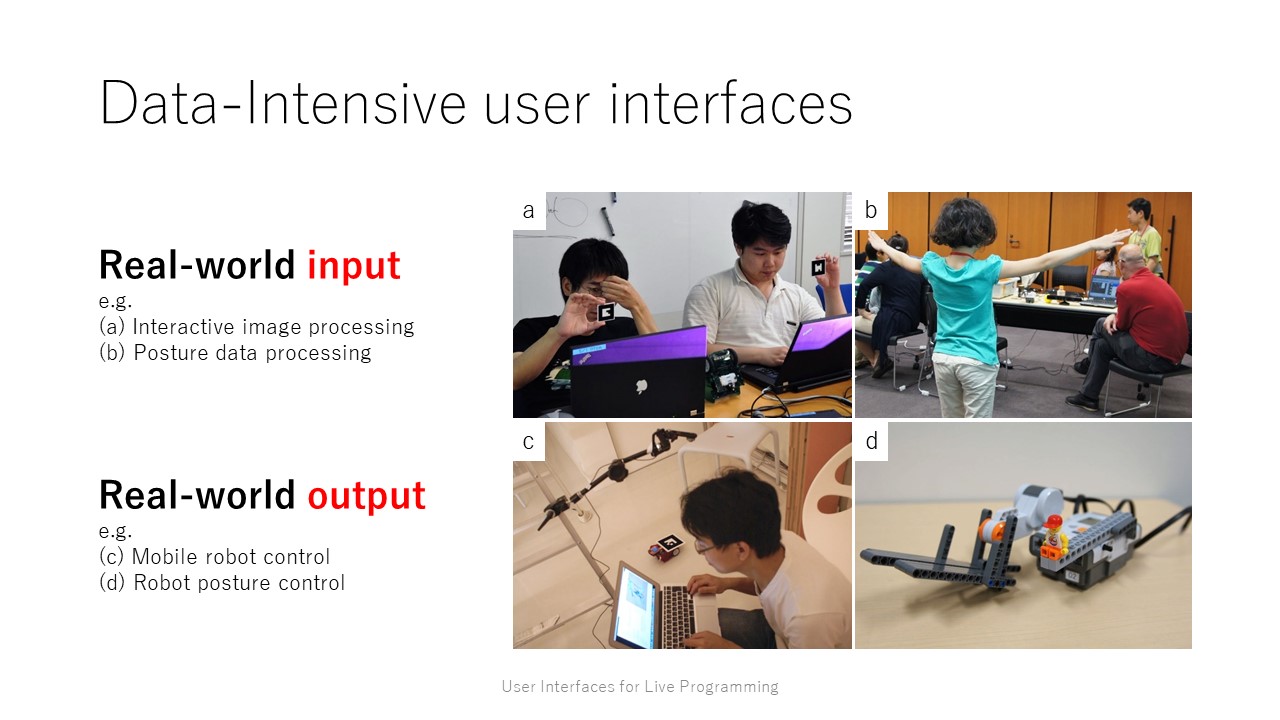 Data-Intensive user interfaces
Real-world input
e.g.
(a) Interactive image processing
(b) Posture data processing
Real-world output
e.g.
(c) Mobile robot control
(d) Robot posture control
a
b
c
d
User Interfaces for Live Programming